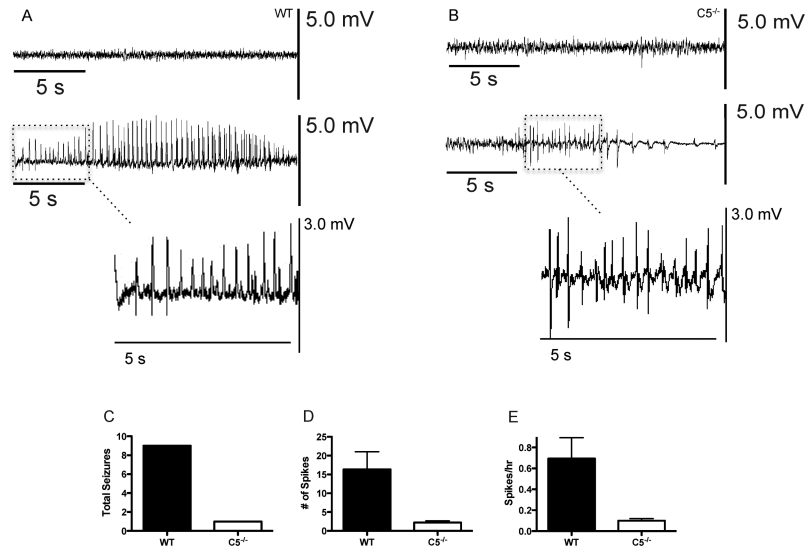 A
WT
5.0 mV
5 s
5.0 mV
5 s
3.0 mV
5 s
B
C5-/-
5.0 mV
5 s
5.0 mV
5 s
3.0 mV
5 s
C
Total Seizures
10
8
6
4
2
0
WT
C5-/-
D
# of Spikes
25
20
15
10
5
0
WT
C5-/-
E
Spikes/hr
0.8
0.6
0.4
0.2
0.0
WT
C5-/-